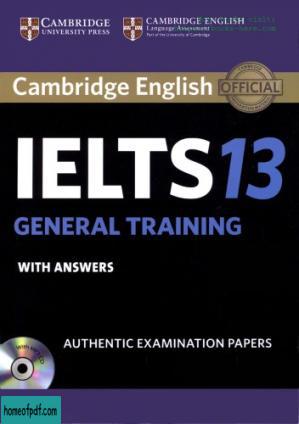 CAMBRIDGE UNIVERSITY PRESS
CAMBRIDGE ENGLISH
Language Assessment
Part of the University of Cambridge
Cambridge English
OFFICIAL
IELTS 13
GENERAL TRAINING
WITH ANSWERS
AUTHENTIC EXAMINATION PAPERS
homeofpdf.com